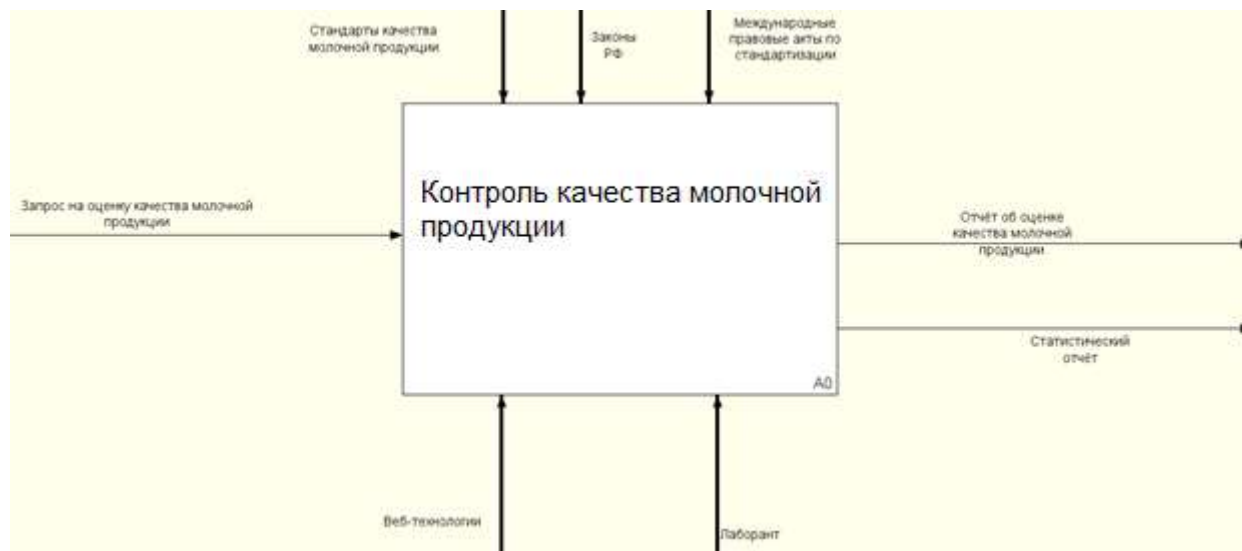 Стандарты качества
молочной продукции
Законы
РФ
Международные
правовые акты по
стандартизации
Контроль качества молочной
продукции
Запрос на оценку качества молочной
продукции
Отчёт об оценке
качества молочной
продукции
Статистический
отчёт
A0
Веб-технологии
Лаборант